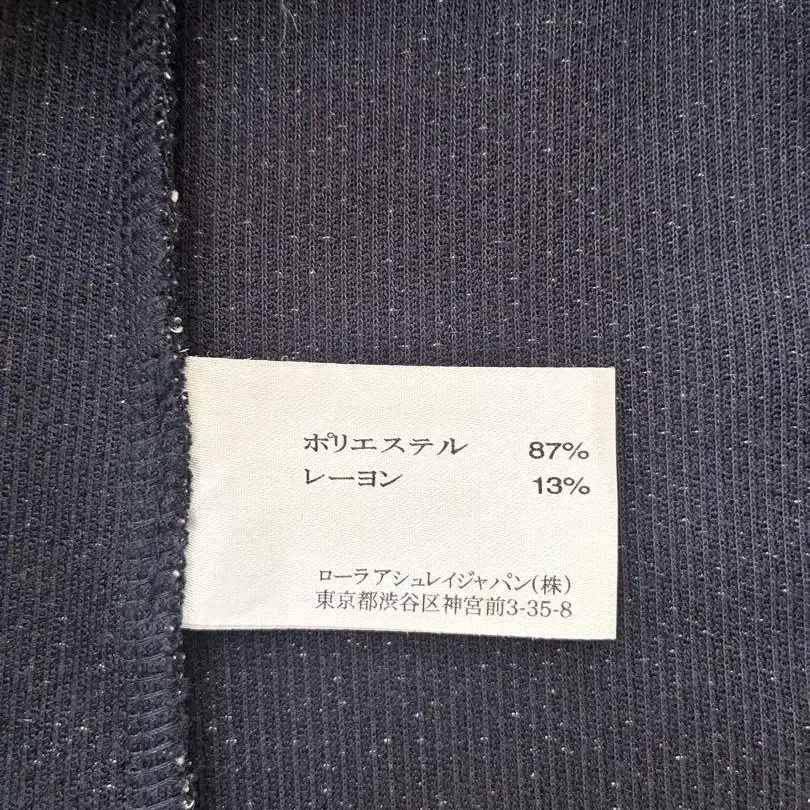 ポリエステル 87%
レーヨン 13%
ローラアシュレイジャパン(株)
東京都渋谷区神宮前3-35-8